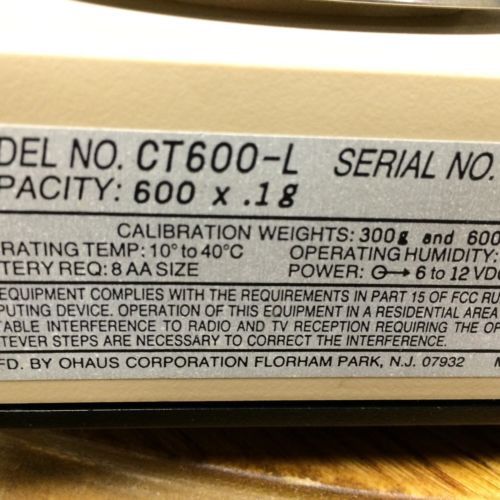 DEL NO. CT600-L SERIAL NO.
PACITY: 600 x .1g
CALIBRATION WEIGHTS: 300g and 600
RATING TEMP: 10° to 40°C OPERATING HUMIDITY:
TERY REQ: 8 AA SIZE POWER: 6 to 12 VDC
EQUIPMENT COMPLIES WITH THE REQUIREMENTS IN PART 15 OF FCC RU
PUTING DEVICE. OPERATION OF THIS EQUIPMENT IN A RESIDENTIAL AREA
TABLE INTERFERENCE TO RADIO AND TV RECEPTION REQUIRING THE OP
TEVER STEPS ARE NECESSARY TO CORRECT THE INTERFERENCE.
FD. BY OHAUS CORPORATION FLORHAM PARK, N.J. 07932 M